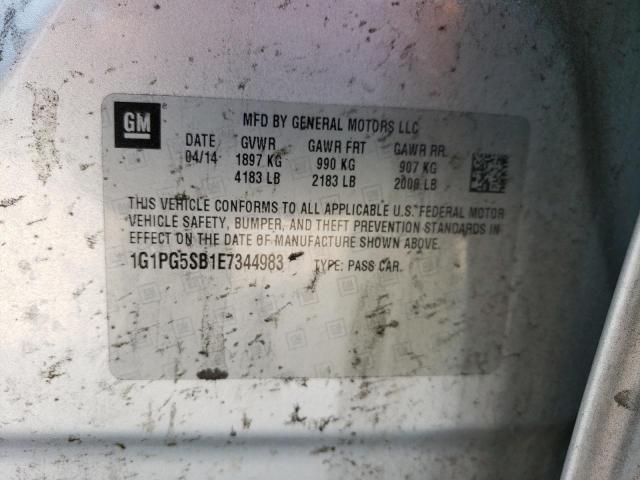 GM
MFD BY GENERAL MOTORS LLC
DATE GVWR GAWR FRT GAWR RR
04/14 1897 KG 990 KG 907 KG
4183 LB 2183 LB 2000 LB
THIS VEHICLE CONFORMS TO ALL APPLICABLE U.S. FEDERAL MOTOR
VEHICLE SAFETY, BUMPER, AND THEFT PREVENTION STANDARDS IN
EFFECT ON THE DATE OF MANUFACTURE SHOWN ABOVE.
1G1PG5SB1E7344983 TYPE: PASS CAR.